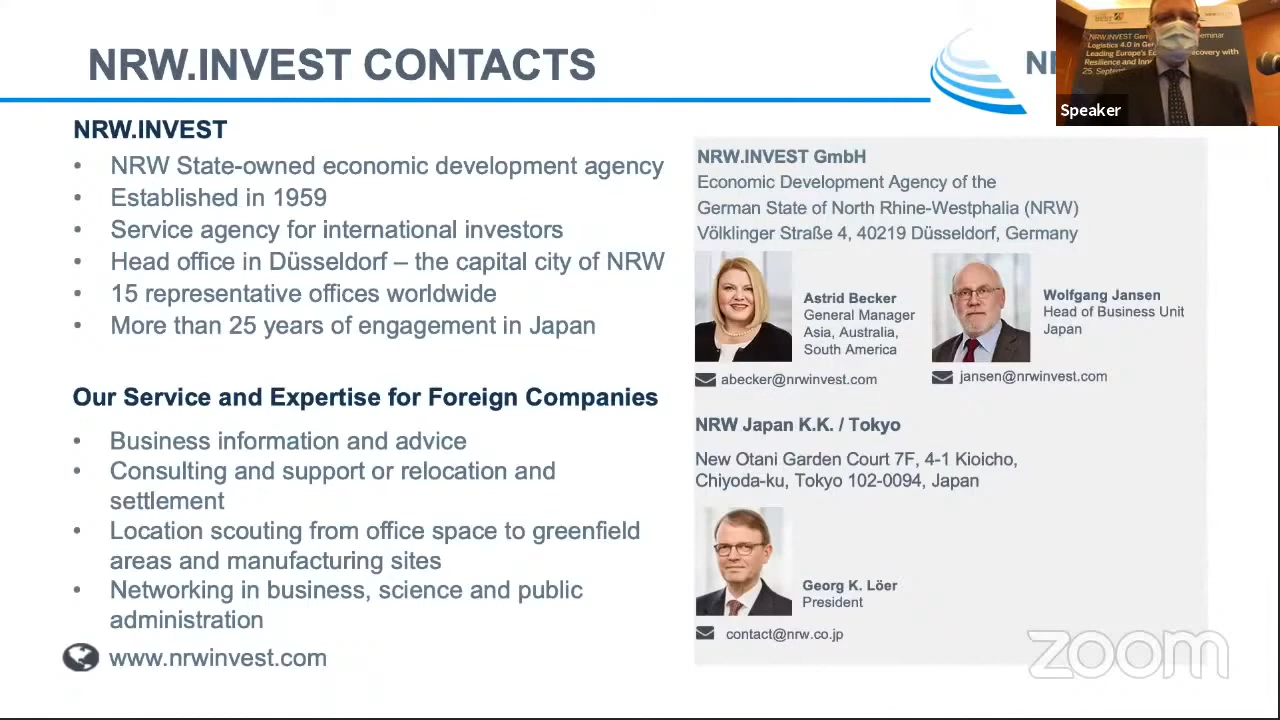 NRW.INVEST CONTACTS
Speaker
NRW.INVEST
• NRW State-owned economic development agency
• Established in 1959
• Service agency for international investors
• Head office in Düsseldorf – the capital city of NRW
• 15 representative offices worldwide
• More than 25 years of engagement in Japan
Our Service and Expertise for Foreign Companies
• Business information and advice
• Consulting and support or relocation and
settlement
• Location scouting from office space to greenfield
areas and manufacturing sites
• Networking in business, science and public
administration
www.nrwinvest.com
NRW.INVEST GmbH
Economic Development Agency of the
German State of North Rhine-Westphalia (NRW)
Völklinger Straße 4, 40219 Düsseldorf, Germany
Astrid Becker
General Manager
Asia, Australia,
South America
abecker@nrwinvest.com
Wolfgang Jansen
Head of Business Unit
Japan
jansen@nrwinvest.com
NRW Japan K.K. / Tokyo
New Otani Garden Court 7F, 4-1 Kioicho,
Chiyoda-ku, Tokyo 102-0094, Japan
Georg K. Löer
President
contact@nrw.co.jp
zoom